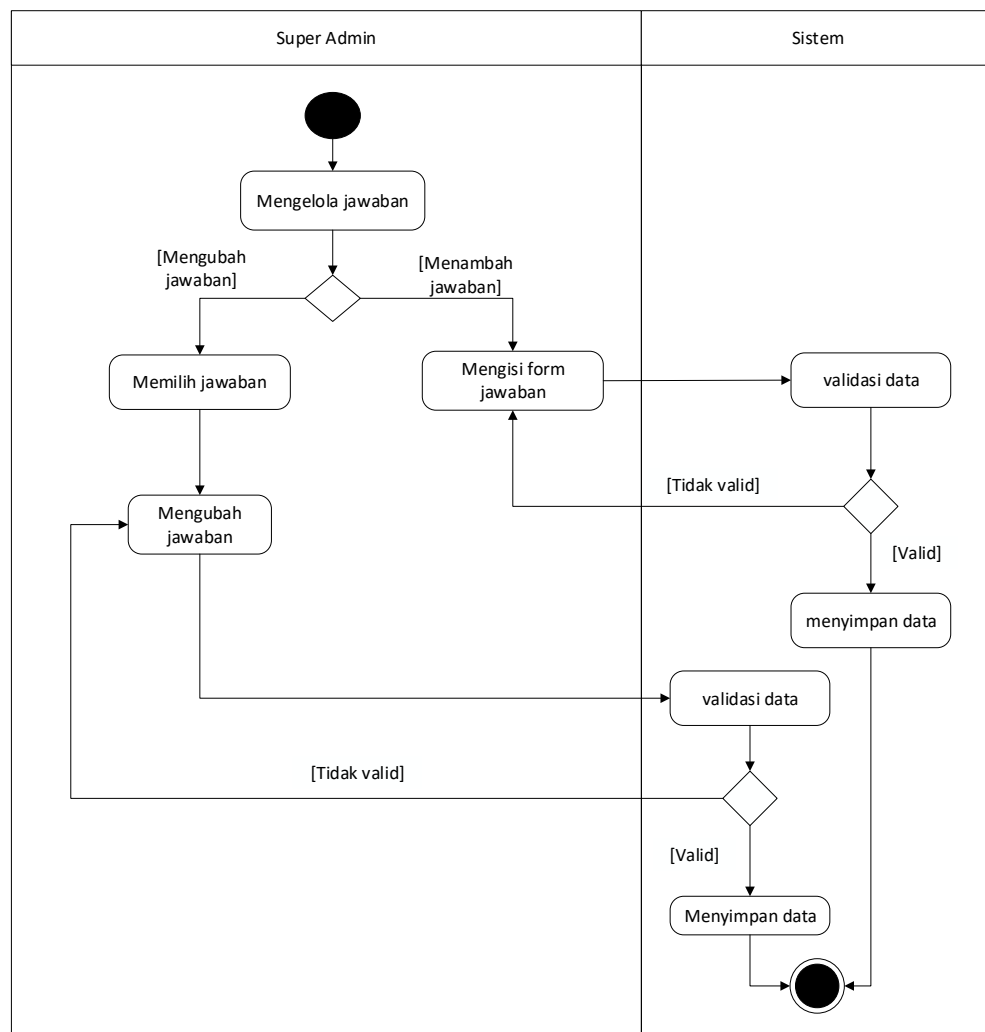 Super Admin
Sistem
Mengelola jawaban
[Mengubah
jawaban]
[Menambah
jawaban]
Memilih jawaban
Mengisi form
jawaban
validasi data
[Tidak valid]
Mengubah
jawaban
[Valid]
menyimpan data
validasi data
[Tidak valid]
[Valid]
Menyimpan data